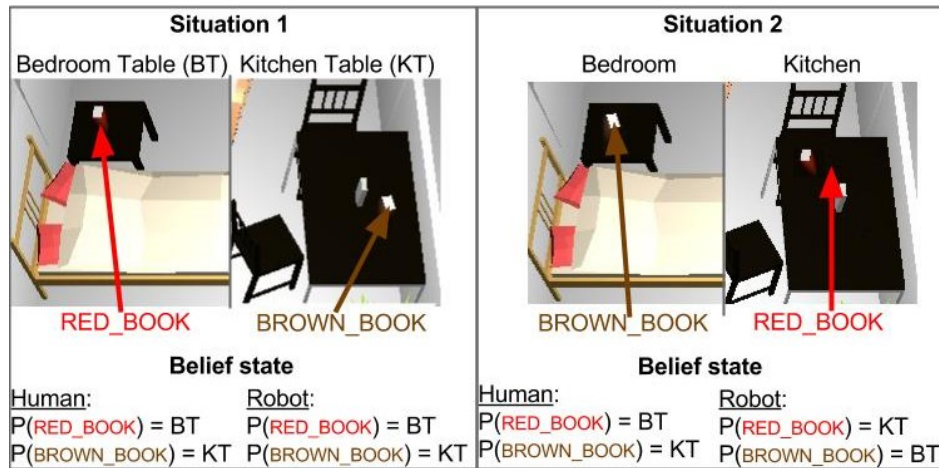 Situation 1
Bedroom Table (BT) Kitchen Table (KT)
RED_BOOK
BROWN_BOOK
Belief state
Human:
P(RED_BOOK) = BT
P(BROWN_BOOK) = KT
Robot:
P(RED_BOOK) = BT
P(BROWN_BOOK) = KT
Situation 2
Bedroom Kitchen
BROWN_BOOK RED_BOOK
Belief state
Human:
P(RED_BOOK) = BT
P(BROWN_BOOK) = KT
Robot:
P(RED_BOOK) = KT
P(BROWN_BOOK) = BT